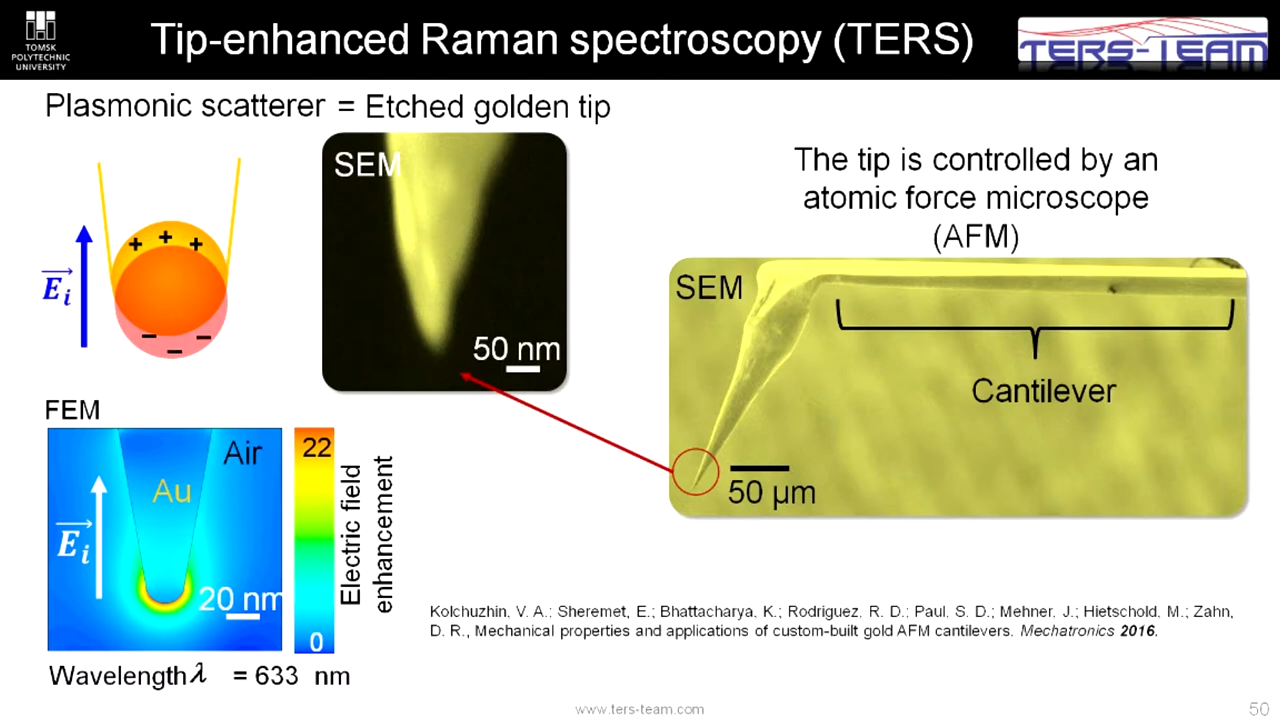 TOMSK
POLYTECHNIC
UNIVERSITY
Tip-enhanced Raman spectroscopy (TERS)
TERS-TEAM
Plasmonic scatterer = Etched golden tip
SEM
50 nm
The tip is controlled by an
atomic force microscope
(AFM)
SEM
Cantilever
50 µm
+ + +
− − −
E⃗i
FEM
Air
Au
E⃗i
20 nm
22
0
Electric field
enhancement
Wavelength λ = 633 nm
Kolchuzhin, V. A.; Sheremet, E.; Bhattacharya, K.; Rodriguez, R. D.; Paul, S. D.; Mehner, J.; Hietschold, M.; Zahn,
D. R., Mechanical properties and applications of custom-built gold AFM cantilevers. Mechatronics 2016.
www.ters-team.com
50